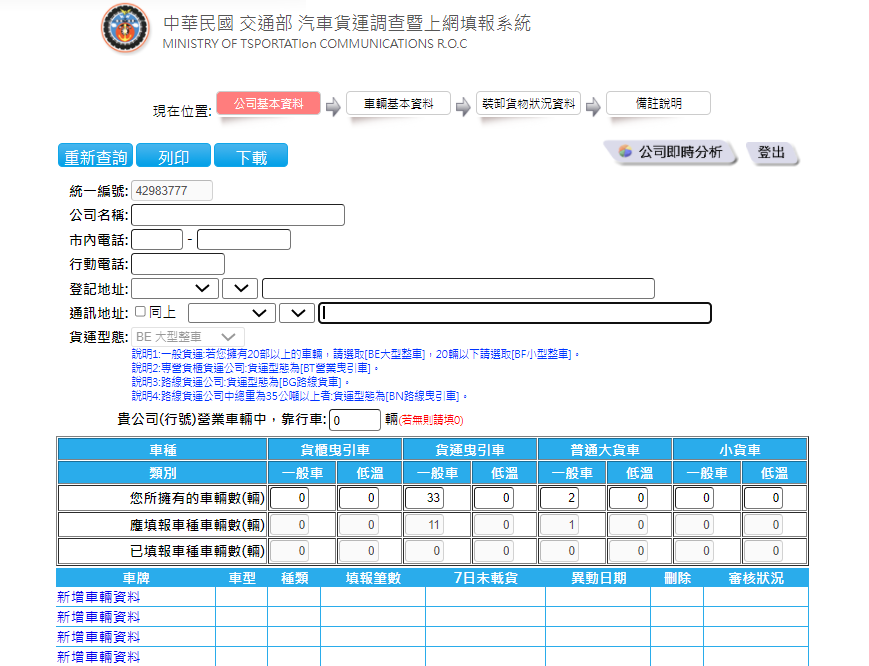 中華民國 交通部 汽車貨運調查暨上網填報系統
MINISTRY OF TSPORTATIon COMMUNICATIONS R.O.C
現在位置: 公司基本資料 車輛基本資料 裝卸貨物狀況資料 備註說明
重新查詢 列印 下載 公司即時分析 登出
統一編號: 42983777
公司名稱:
市內電話: -
行動電話:
登記地址:
通訊地址: 同上
貨運型態: BE 大型整車
說明1:一般貨運:若您擁有20部以上的車輛，請選取[BE大型整車]，20輛以下請選取[BF小型整車]。
說明2:專營貨櫃貨運公司:貨運型態為[BT營業曳引車]。
說明3:路線貨運公司:貨運型態為[BG路線貨車]。
說明4:路線貨運公司中總重為35公噸以上者:貨運型態為[BN路線曳引車]。
貴公司(行號)營業車輛中，靠行車: 0 輛(若無則請填0)
車種 貨櫃曳引車 貨運曳引車 普通大貨車 小貨車
類別 一般車 低溫 一般車 低溫 一般車 低溫 一般車 低溫
您所擁有的車輛數(輛) 0 0 33 0 2 0 0 0
應填報車種車輛數(輛) 0 0 11 0 1 0 0 0
已填報車種車輛數(輛) 0 0 0 0 0 0 0 0
車牌 車型 種類 填報筆數 7日未載貨 異動日期 刪除 審核狀況
新增車輛資料
新增車輛資料
新增車輛資料
新增車輛資料